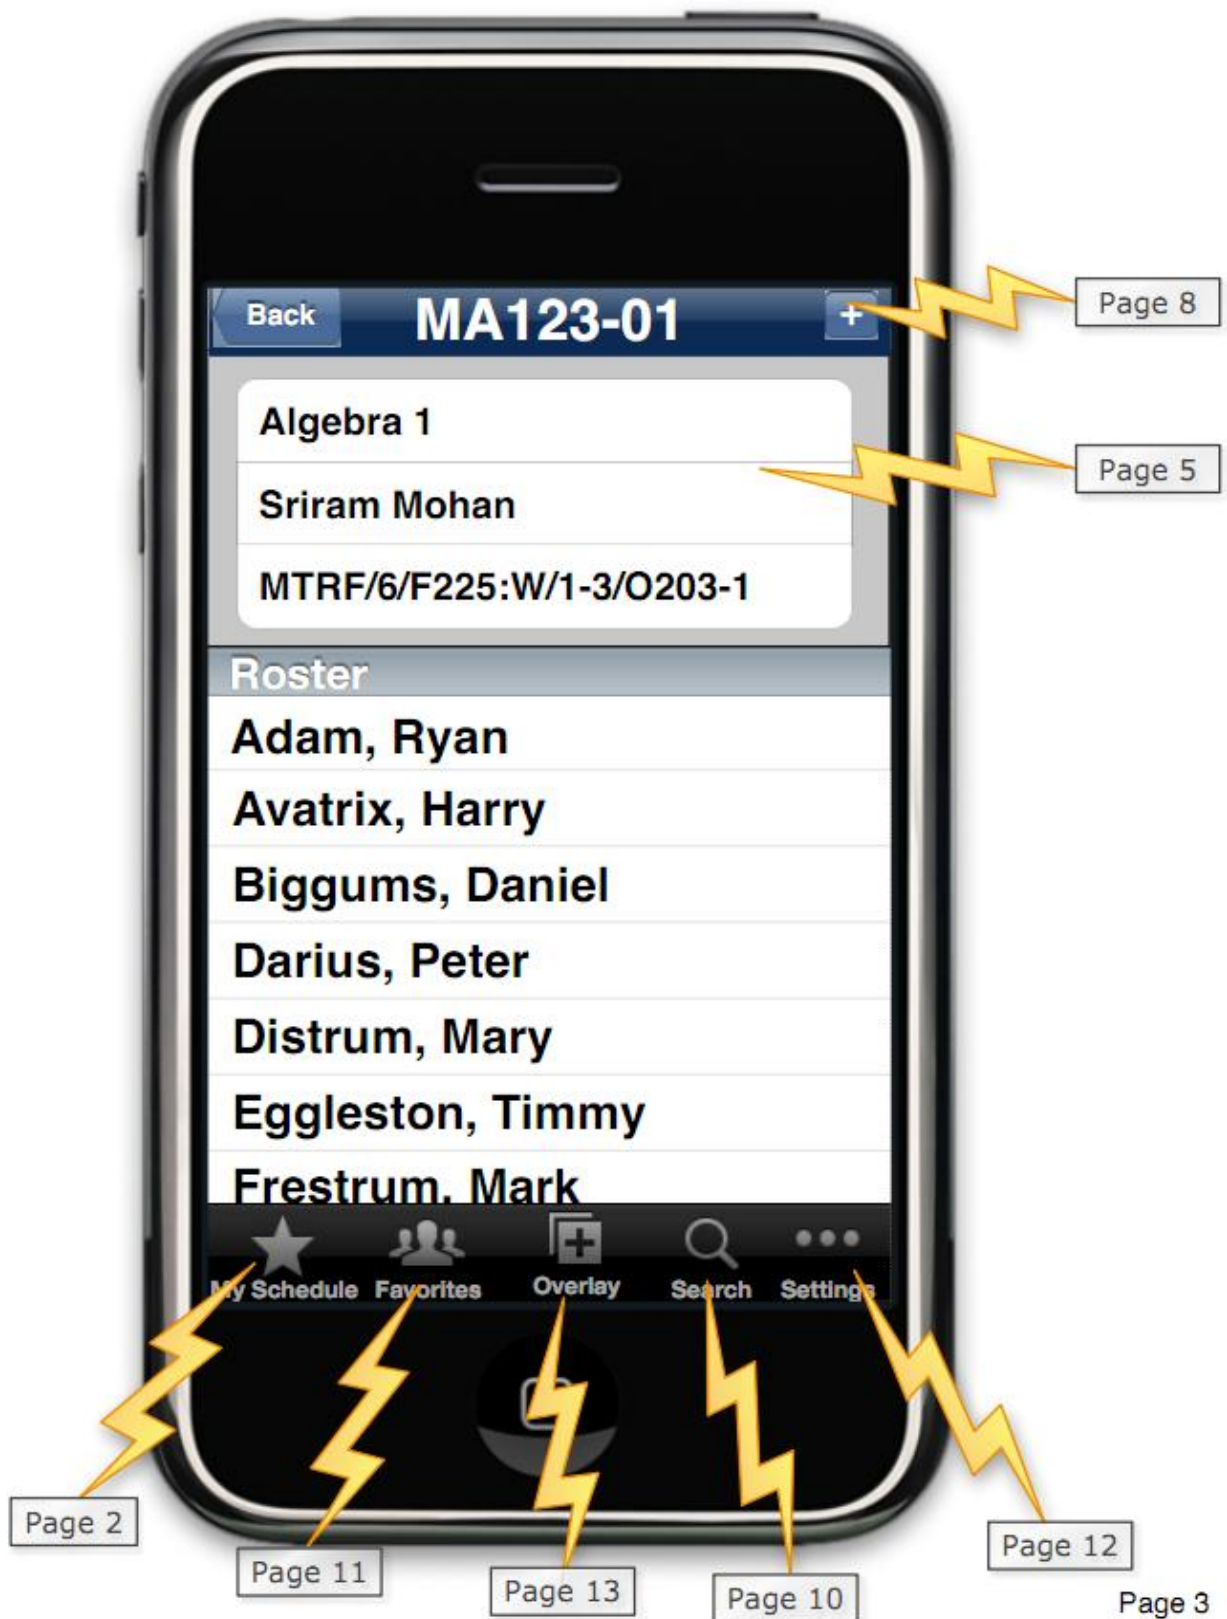 Back MA123-01 +
Page 8
Algebra 1
Page 5
Sriram Mohan
MTRF/6/F225:W/1-3/O203-1
Roster
Adam, Ryan
Avatrix, Harry
Biggums, Daniel
Darius, Peter
Distrum, Mary
Eggleston, Timmy
Frestrum, Mark
My Schedule Favorites Overlay Search Settings
Page 2
Page 11
Page 13
Page 10
Page 12
Page 3